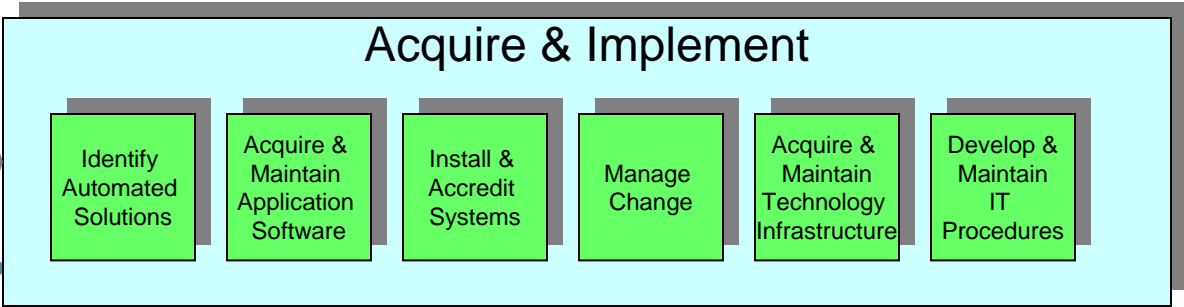 Acquire & Implement
Identify
Automated
Solutions
Acquire &
Maintain
Application
Software
Install &
Accredit
Systems
Manage
Change
Acquire &
Maintain
Technology
Infrastructure
Develop &
Maintain
IT
Procedures